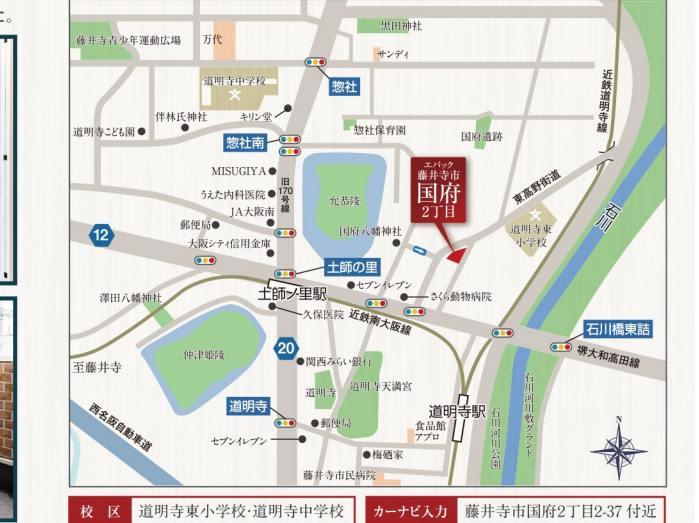 た。
黒田神社
藤井寺青少年運動広場
万代
サンディ
道明寺中学校
惣社
近鉄道明寺線
伴林氏神社
キリン堂
道明寺こども園
惣社保育園
国府遺跡
惣社南
MISUGIYA
旧170号線
うえた内科医院
JA大阪南
郵便局
大阪シティ信用金庫
允恭陵
エバック
藤井寺市
国府
2丁目
東高野街道
石川
道明寺東
小学校
国府八幡神社
12
土師の里
土師ノ里駅
セブンイレブン
さくら動物病院
澤田八幡神社
久保医院
近鉄南大阪線
石川橋東詰
堺大和高田線
仲津姫陵
20
至藤井寺
関西みらい銀行
道明寺
道明寺天満宮
道明寺駅
石川河川敷グランド
石川河川公園
西名阪自動車道
道明寺
郵便局
食品館
アプロ
セブンイレブン
梅廼家
藤井寺市民病院
N
校 区 道明寺東小学校・道明寺中学校
カーナビ入力 藤井寺市国府2丁目2-37 付近